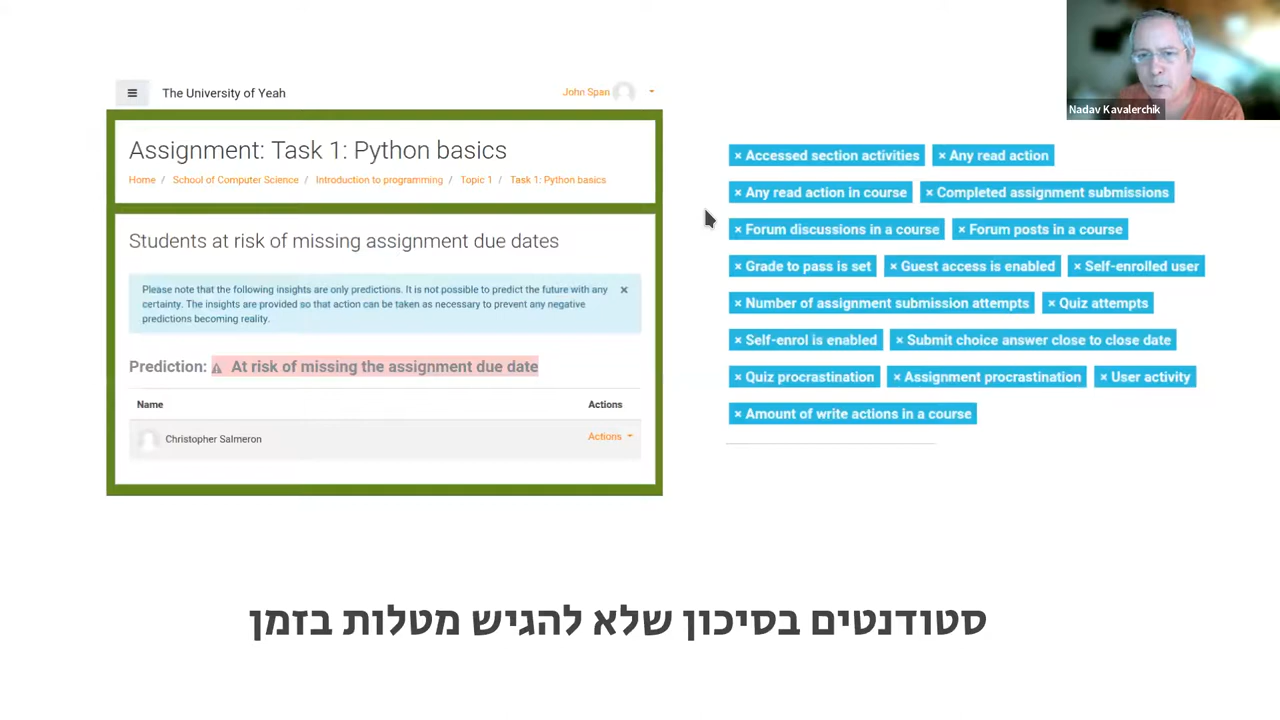 Nadav Kavalerchik
The University of Yeah
John Span
Assignment: Task 1: Python basics
Home / School of Computer Science / Introduction to programming / Topic 1 / Task 1: Python basics
Students at risk of missing assignment due dates
Please note that the following insights are only predictions. It is not possible to predict the future with any
certainty. The insights are provided so that action can be taken as necessary to prevent any negative
predictions becoming reality.
×
Prediction: At risk of missing the assignment due date
Name Actions
Christopher Salmeron Actions
× Accessed section activities × Any read action
× Any read action in course × Completed assignment submissions
× Forum discussions in a course × Forum posts in a course
× Grade to pass is set × Guest access is enabled × Self-enrolled user
× Number of assignment submission attempts × Quiz attempts
× Self-enrol is enabled × Submit choice answer close to close date
× Quiz procrastination × Assignment procrastination × User activity
× Amount of write actions in a course
סטודנטים בסיכון שלא להגיש מטלות בזמן